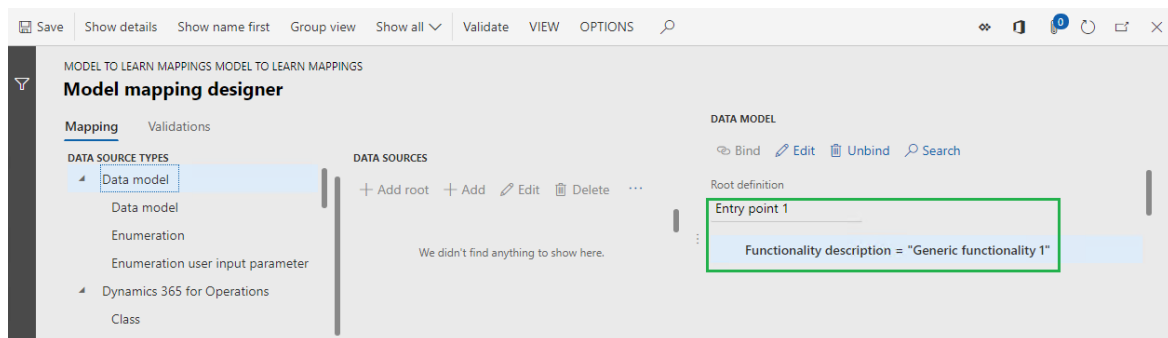 Save Show details Show name first Group view Show all Validate VIEW OPTIONS 0
MODEL TO LEARN MAPPINGS MODEL TO LEARN MAPPINGS
Model mapping designer
Mapping Validations
DATA SOURCE TYPES
Data model
Data model
Enumeration
Enumeration user input parameter
Dynamics 365 for Operations
Class
DATA SOURCES
+ Add root + Add Edit Delete ...
We didn't find anything to show here.
DATA MODEL
Bind Edit Unbind Search
Root definition
Entry point 1
Functionality description = "Generic functionality 1"